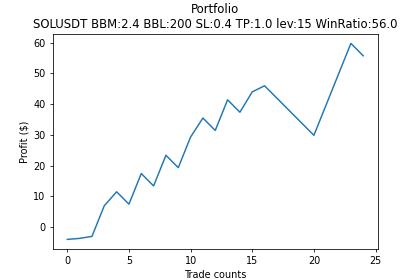 Portfolio
SOLUSDT BBM:2.4 BBL:200 SL:0.4 TP:1.0 lev:15 WinRatio:56.0
60
50
40
30
20
10
0
Profit ($)
0 5 10 15 20 25
Trade counts